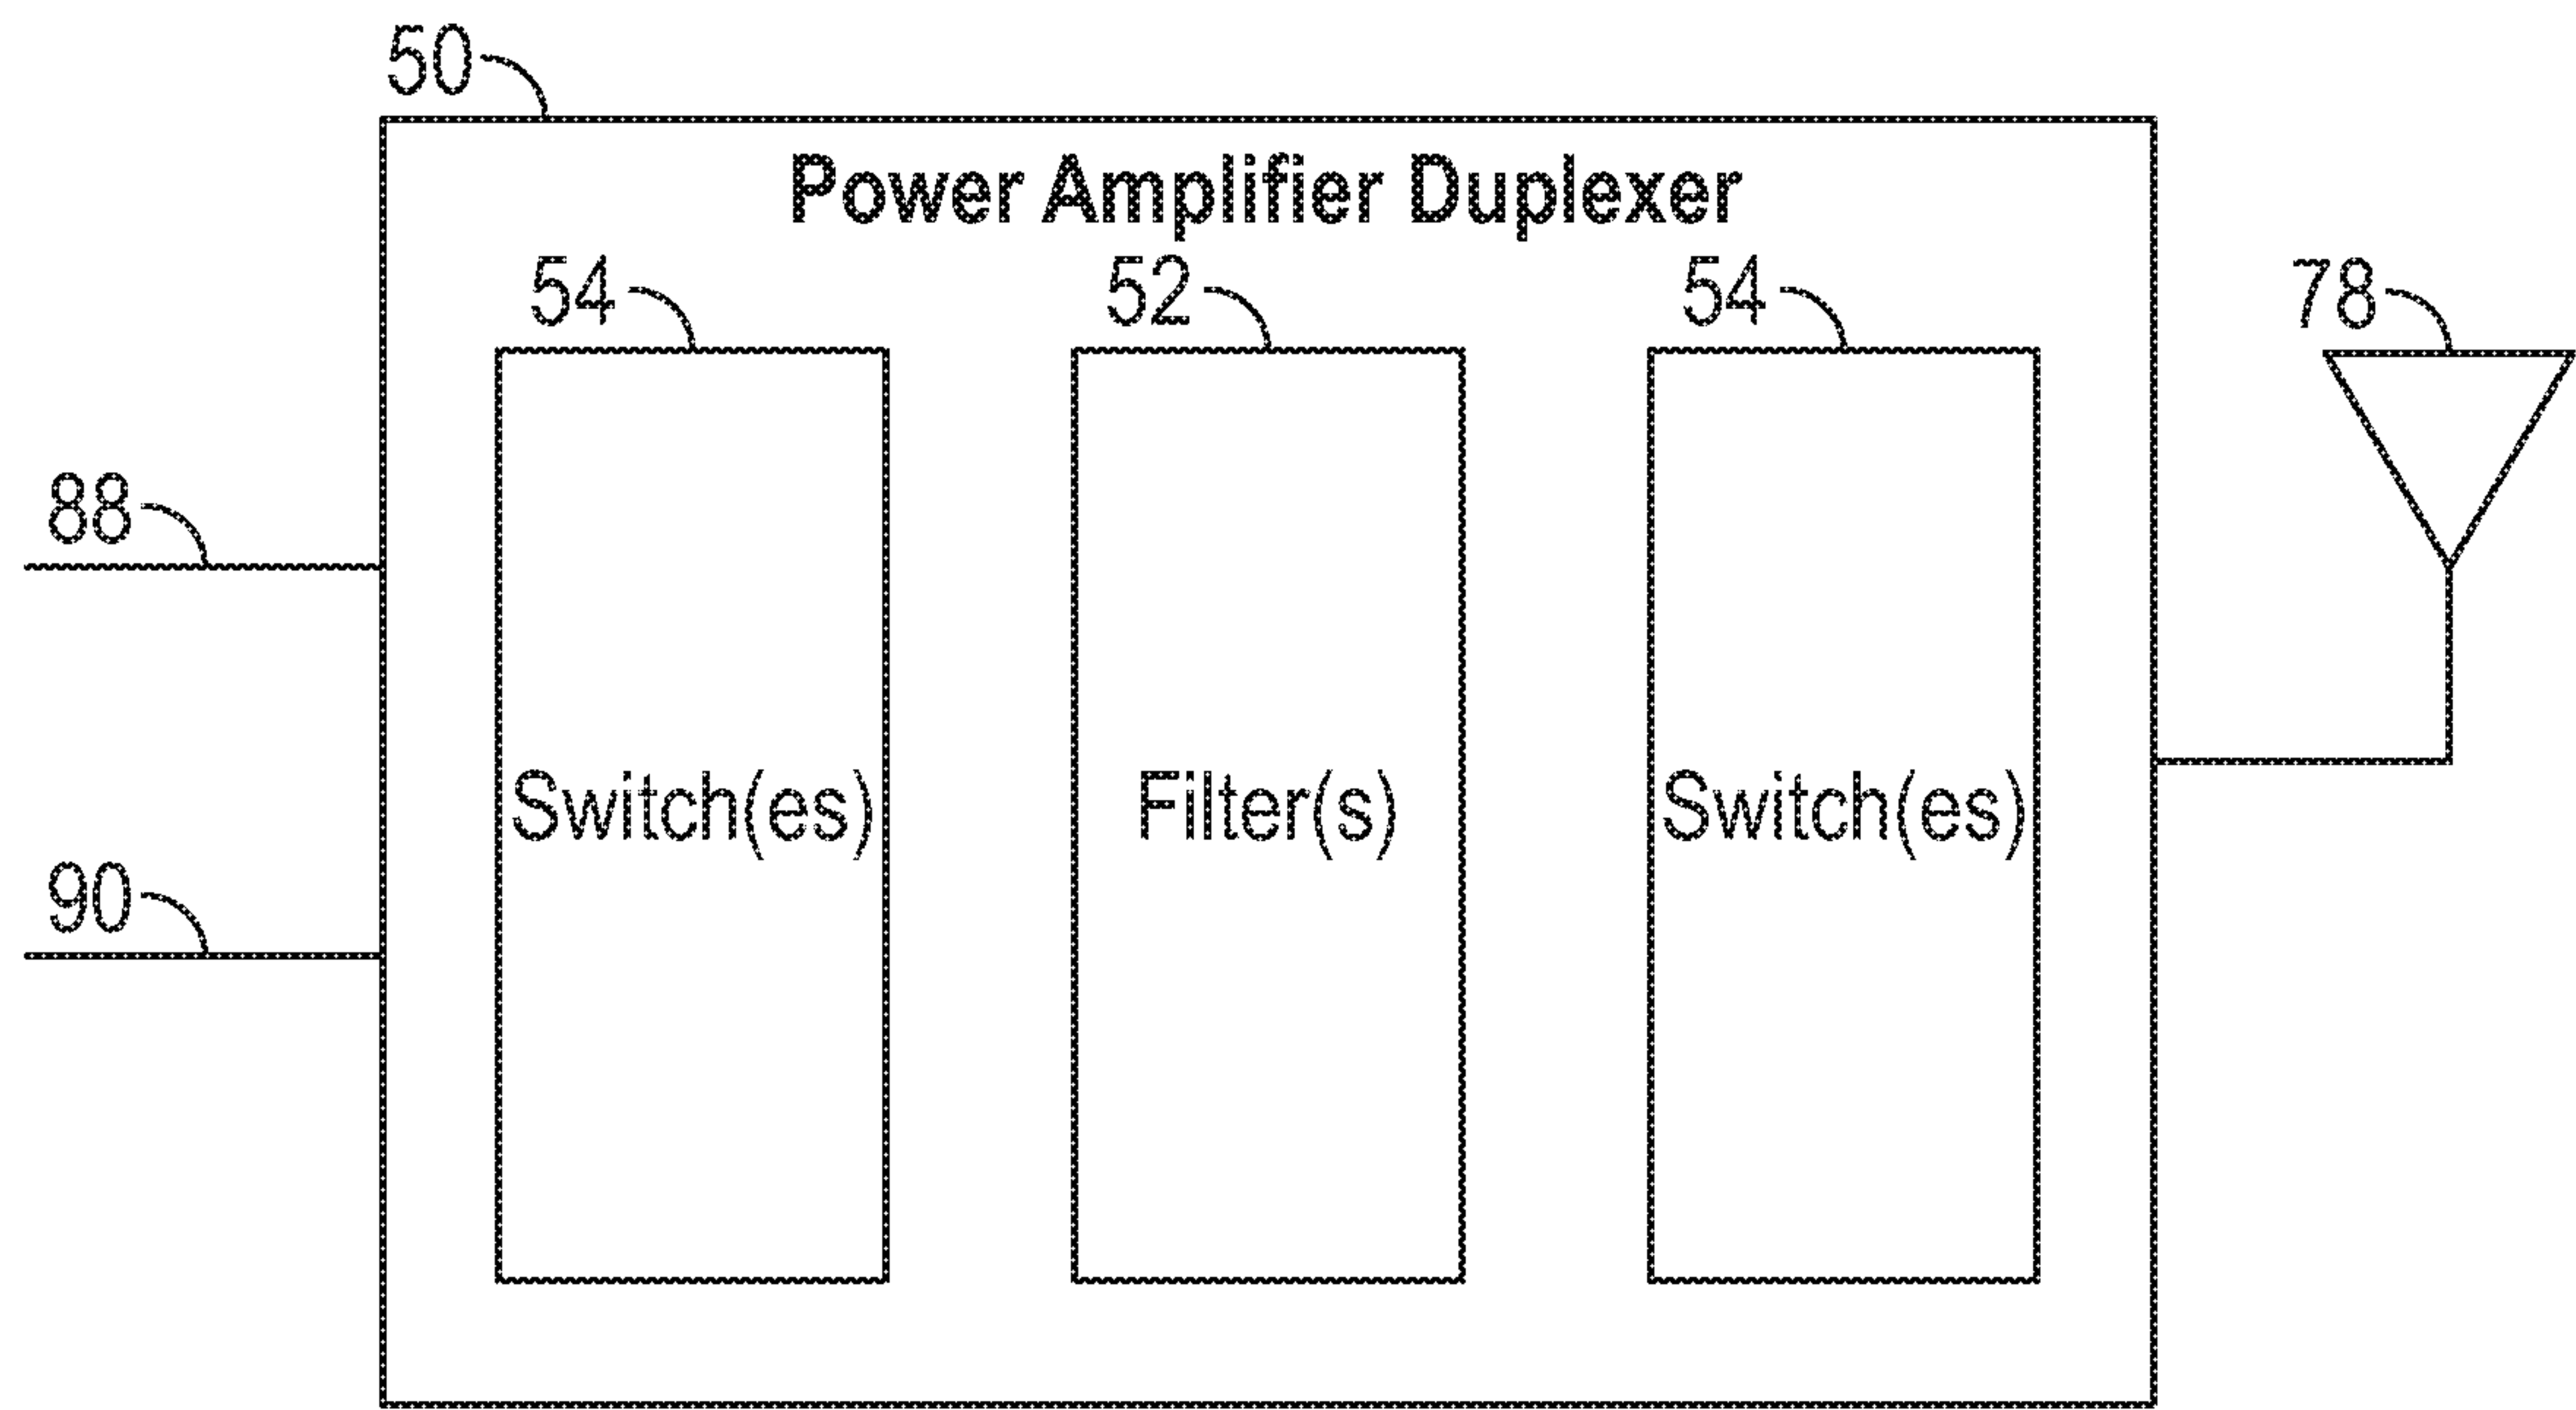 50
Power Amplifier Duplexer
54
52
54
78
88
Switch(es)
Filter(s)
Switch(es)
90